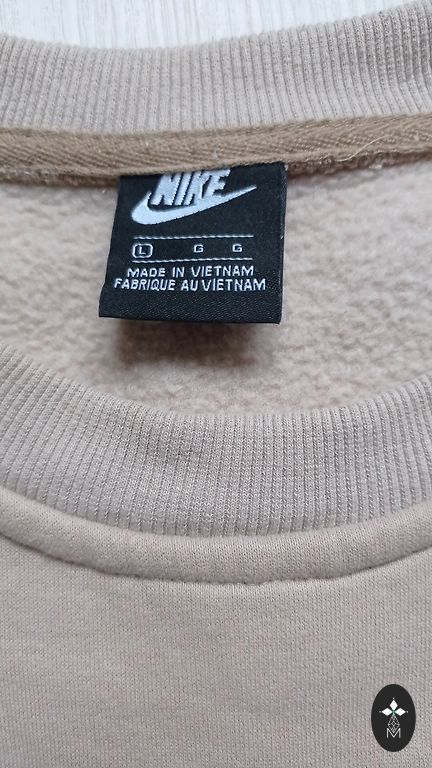 NIKE
L G G
MADE IN VIETNAM
FABRIQUE AU VIETNAM
M